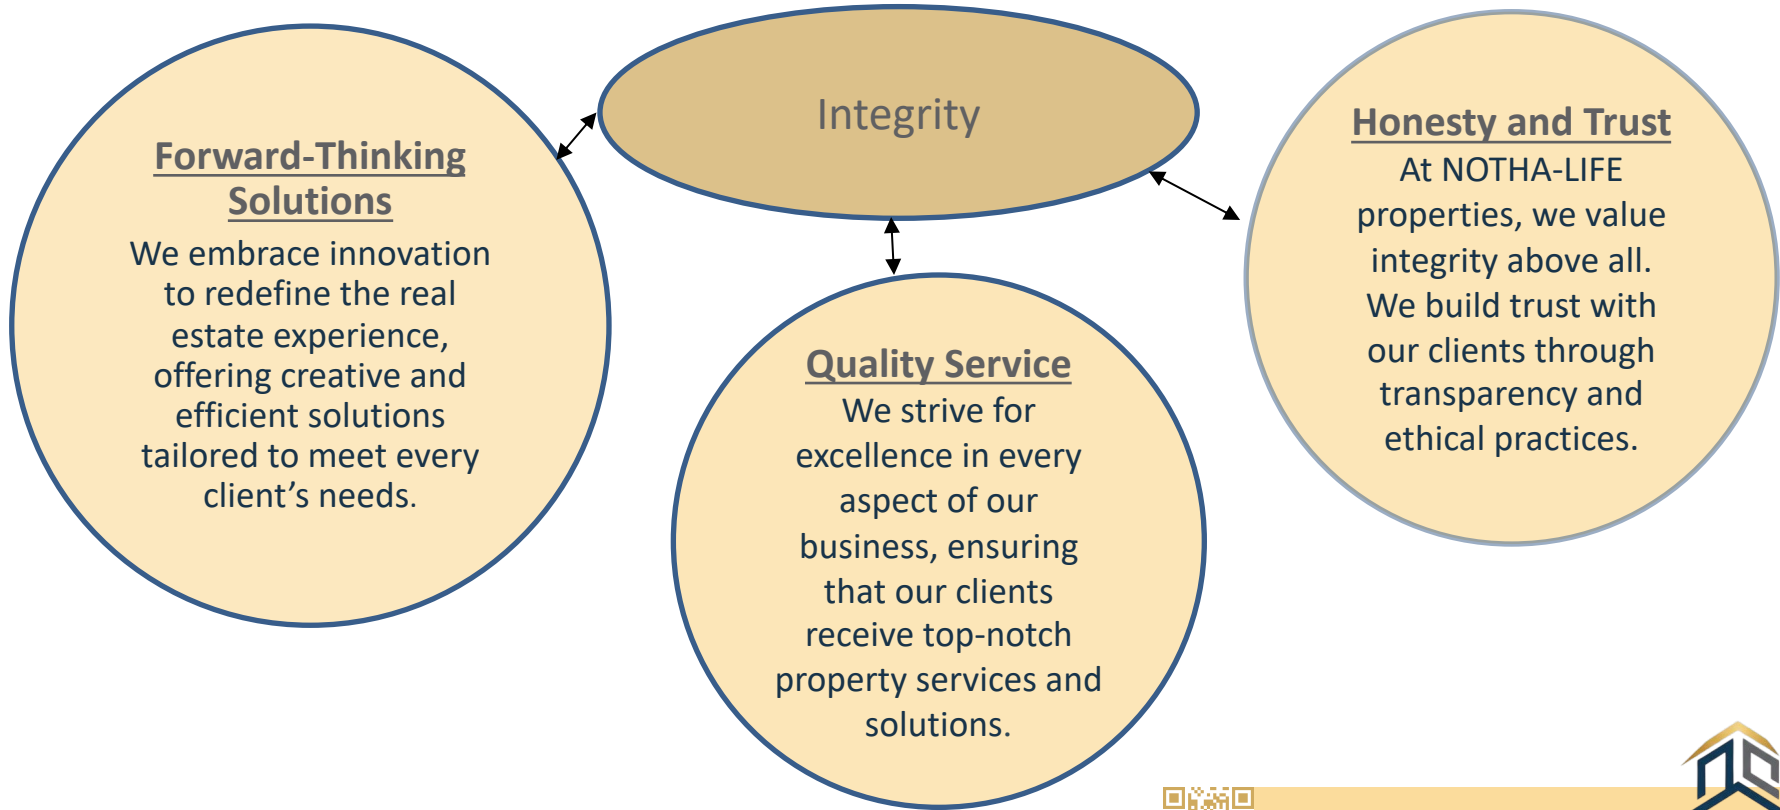 Integrity
Forward-Thinking
Solutions
We embrace innovation
to redefine the real
estate experience,
offering creative and
efficient solutions
tailored to meet every
client’s needs.
Quality Service
We strive for
excellence in every
aspect of our
business, ensuring
that our clients
receive top-notch
property services and
solutions.
Honesty and Trust
At NOTHA-LIFE
properties, we value
integrity above all.
We build trust with
our clients through
transparency and
ethical practices.